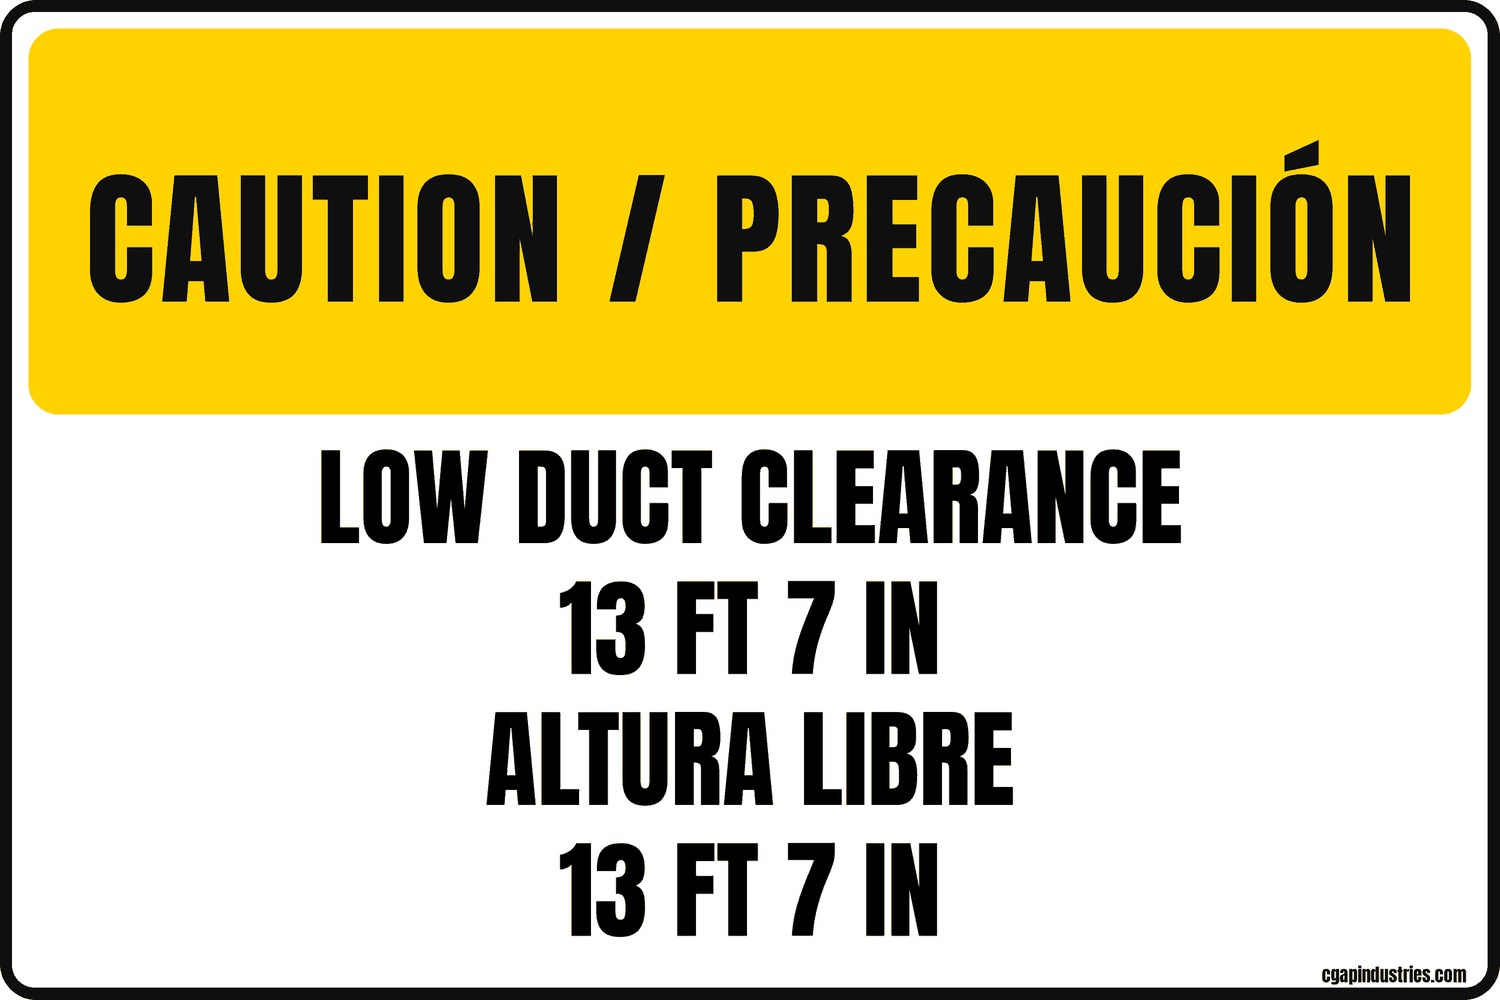 CAUTION / PRECAUCIÓN
LOW DUCT CLEARANCE
13 FT 7 IN
ALTURA LIBRE
13 FT 7 IN
cgapindustries.com